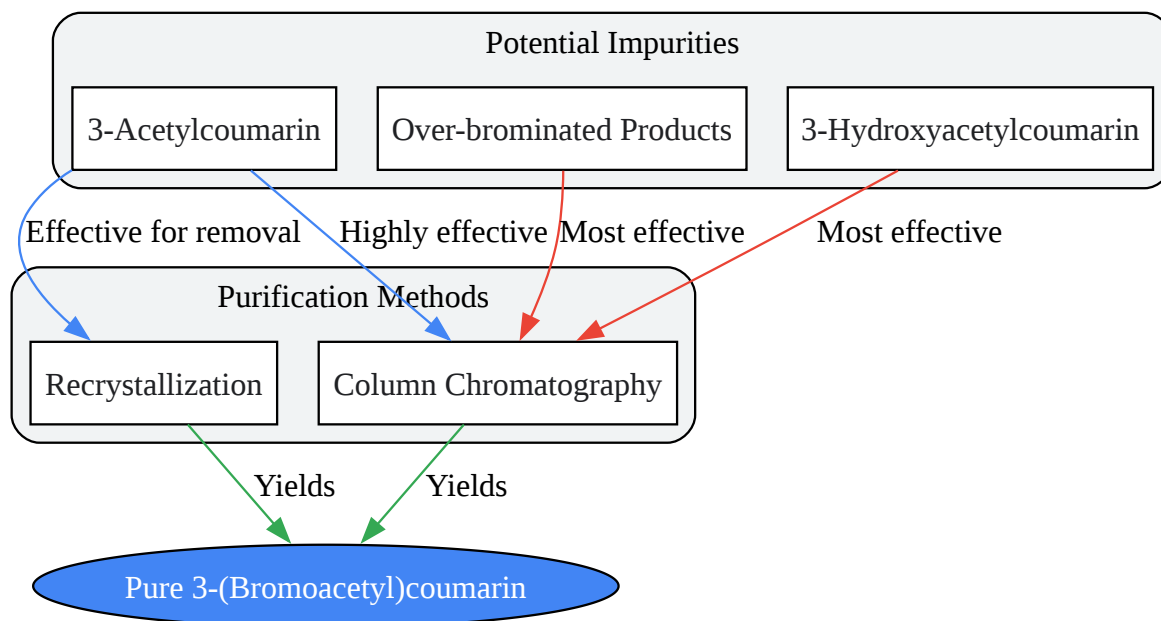 Potential Impurities
3-Acetylcoumarin
Over-brominated Products
3-Hydroxyacetylcoumarin
Effective for removal
Highly effective
Most effective
Most effective
Purification Methods
Recrystallization
Column Chromatography
Yields
Yields
Pure 3-(Bromoacetyl)coumarin